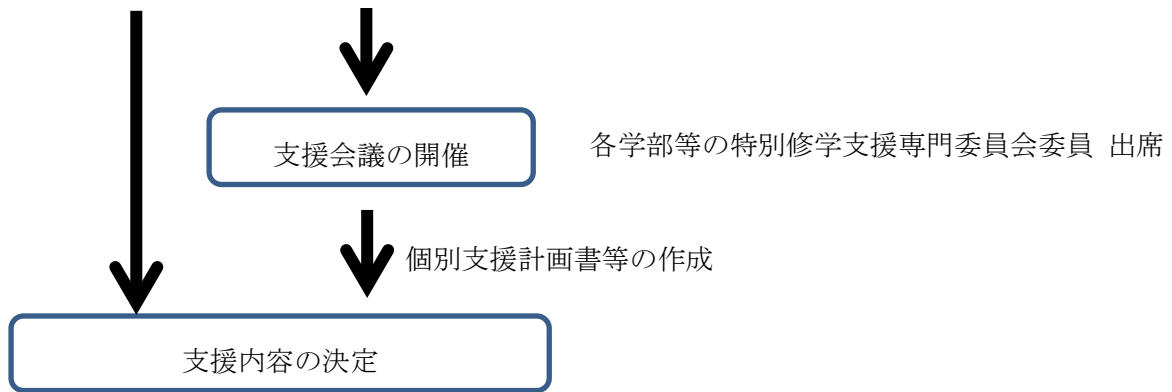 支援会議の開催
各学部等の特別修学支援専門委員会委員 出席
個別支援計画書等の作成
支援内容の決定